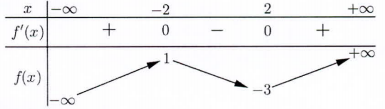 x −∞ −2 2 +∞
f′(x) + 0 − 0 +
f(x) −∞ 1 −3 +∞